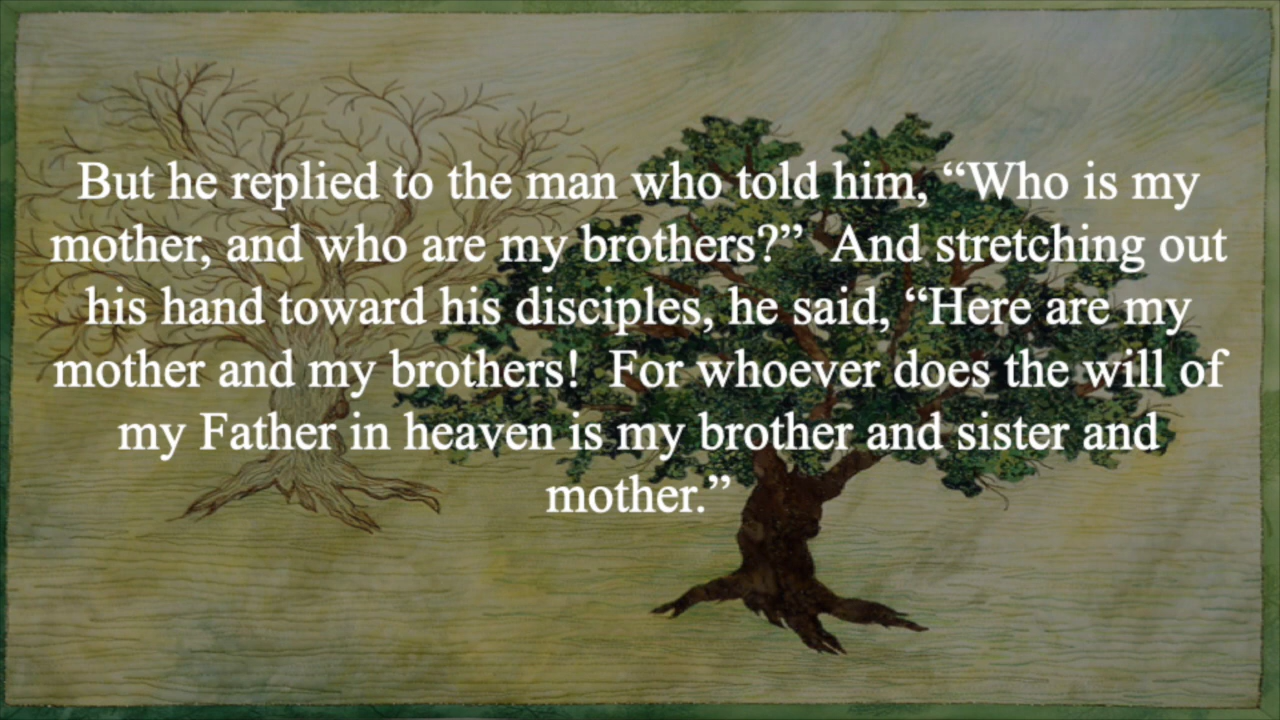 But he replied to the man who told him, “Who is my
mother, and who are my brothers?”  And stretching out
his hand toward his disciples, he said, “Here are my
mother and my brothers!  For whoever does the will of
my Father in heaven is my brother and sister and
mother.”